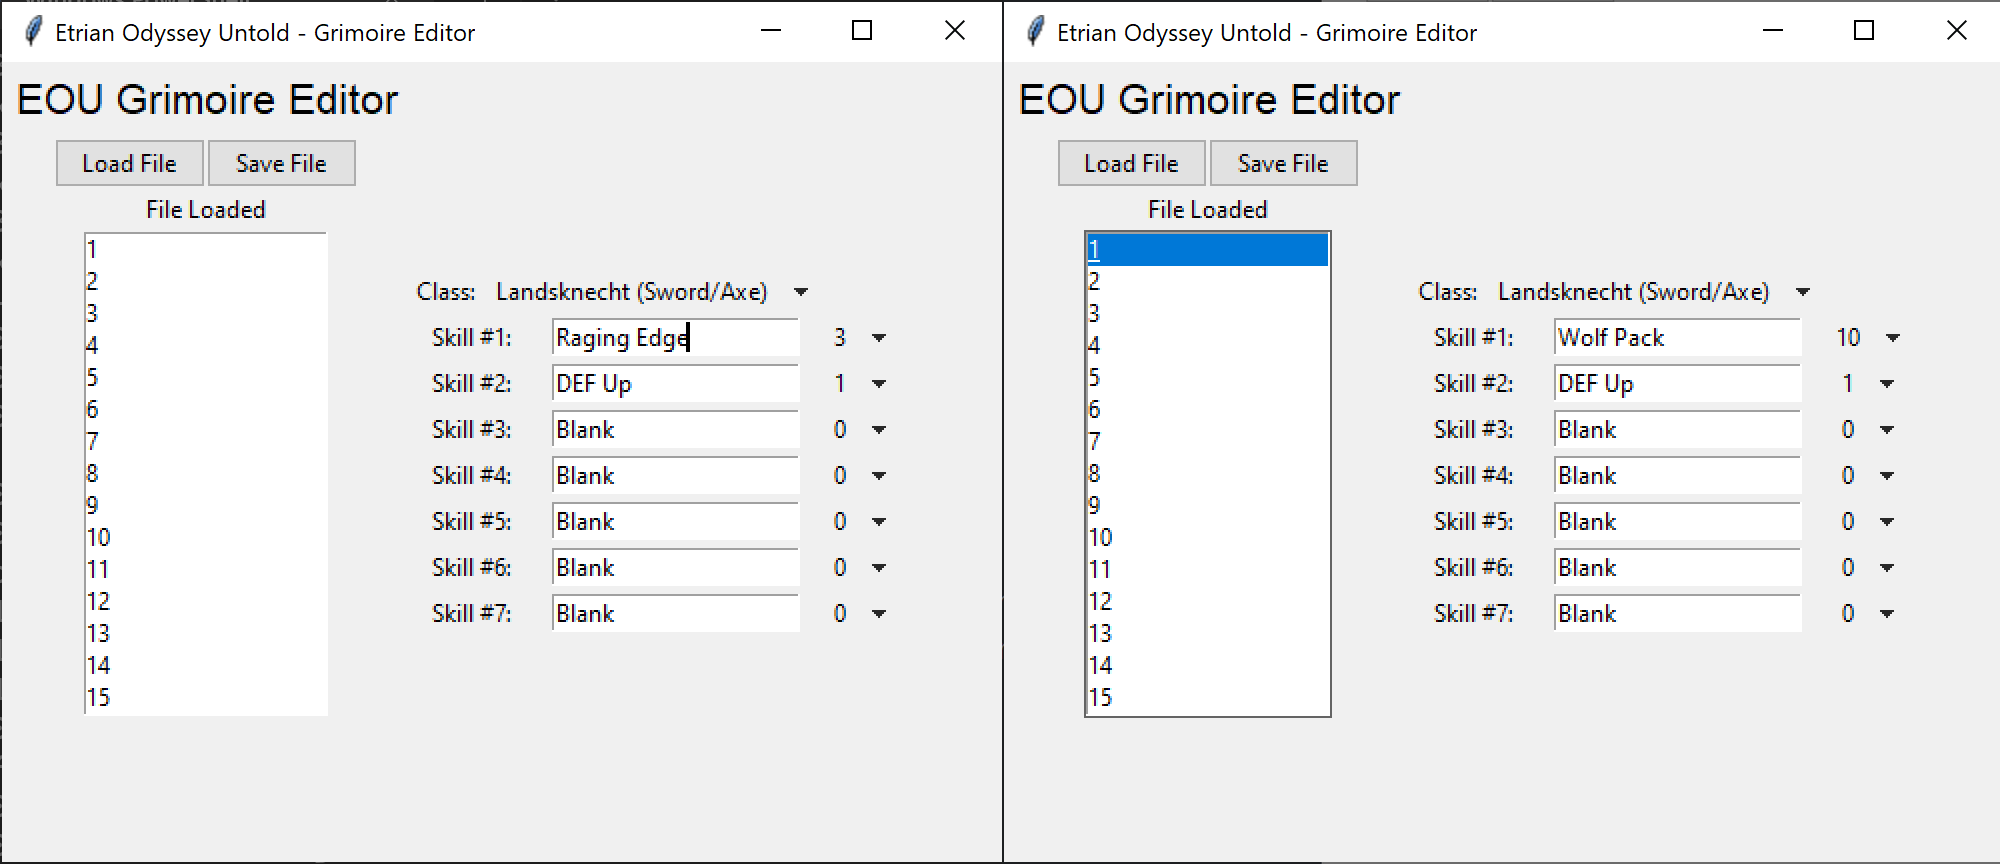 Etrian Odyssey Untold - Grimoire Editor
EOU Grimoire Editor
Load File
Save File
File Loaded
1
2
3
4
5
6
7
8
9
10
11
12
13
14
15
Class: Landsknecht (Sword/Axe)
Skill #1: Raging Edge 3
Skill #2: DEF Up 1
Skill #3: Blank 0
Skill #4: Blank 0
Skill #5: Blank 0
Skill #6: Blank 0
Skill #7: Blank 0
Etrian Odyssey Untold - Grimoire Editor
EOU Grimoire Editor
Load File
Save File
File Loaded
1
2
3
4
5
6
7
8
9
10
11
12
13
14
15
Class: Landsknecht (Sword/Axe)
Skill #1: Wolf Pack 10
Skill #2: DEF Up 1
Skill #3: Blank 0
Skill #4: Blank 0
Skill #5: Blank 0
Skill #6: Blank 0
Skill #7: Blank 0